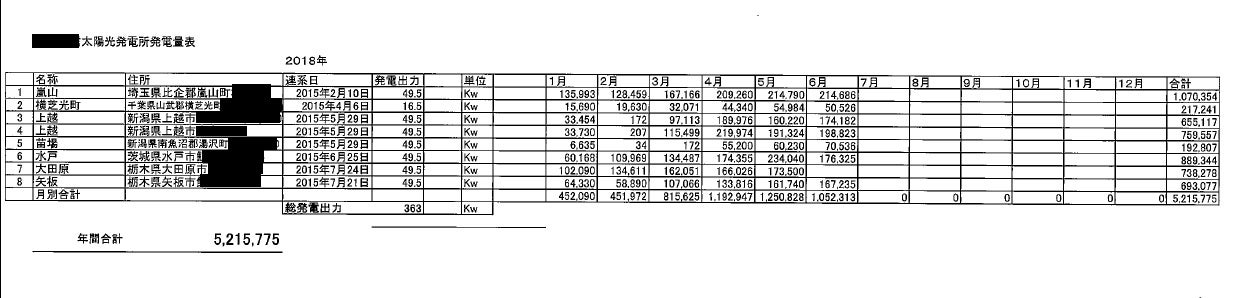 太陽光発電所発電量表
2018年
名称 住所 連系日 発電出力 単位 1月 2月 3月 4月 5月 6月 7月 8月 9月 10月 11月 12月 合計
1 嵐山 埼玉県比企郡嵐山町 2015年2月10日 49.5 Kw 135,993 128,459 167,166 209,260 214,790 214,686 1,070,354
2 横芝光町 千葉県山武郡横芝光町 2015年4月6日 16.5 Kw 15,690 19,630 32,071 44,340 54,984 50,526 217,241
3 上越 新潟県上越市 2015年5月29日 49.5 Kw 33,454 172 97,113 189,976 160,220 174,182 655,117
4 上越 新潟県上越市 2015年5月29日 49.5 Kw 33,730 207 115,499 219,974 191,324 198,823 759,557
5 苗場 新潟県南魚沼郡湯沢町 2015年5月29日 49.5 Kw 6,635 34 172 55,200 60,230 70,536 192,807
6 水戸 茨城県水戸市 2015年6月25日 49.5 Kw 60,168 109,969 134,487 174,355 234,040 176,325 889,344
7 大田原 栃木県大田原市 2015年7月24日 49.5 Kw 102,090 134,611 162,051 166,026 173,500 738,278
8 矢板 栃木県矢板市 2015年7月21日 49.5 Kw 64,330 58,890 107,066 133,816 161,740 167,235 693,077
月別合計 452,090 451,972 815,625 1,192,947 1,250,828 1,052,313 0 0 0 0 0 0 5,215,775
総発電出力 363 Kw
年間合計 5,215,775